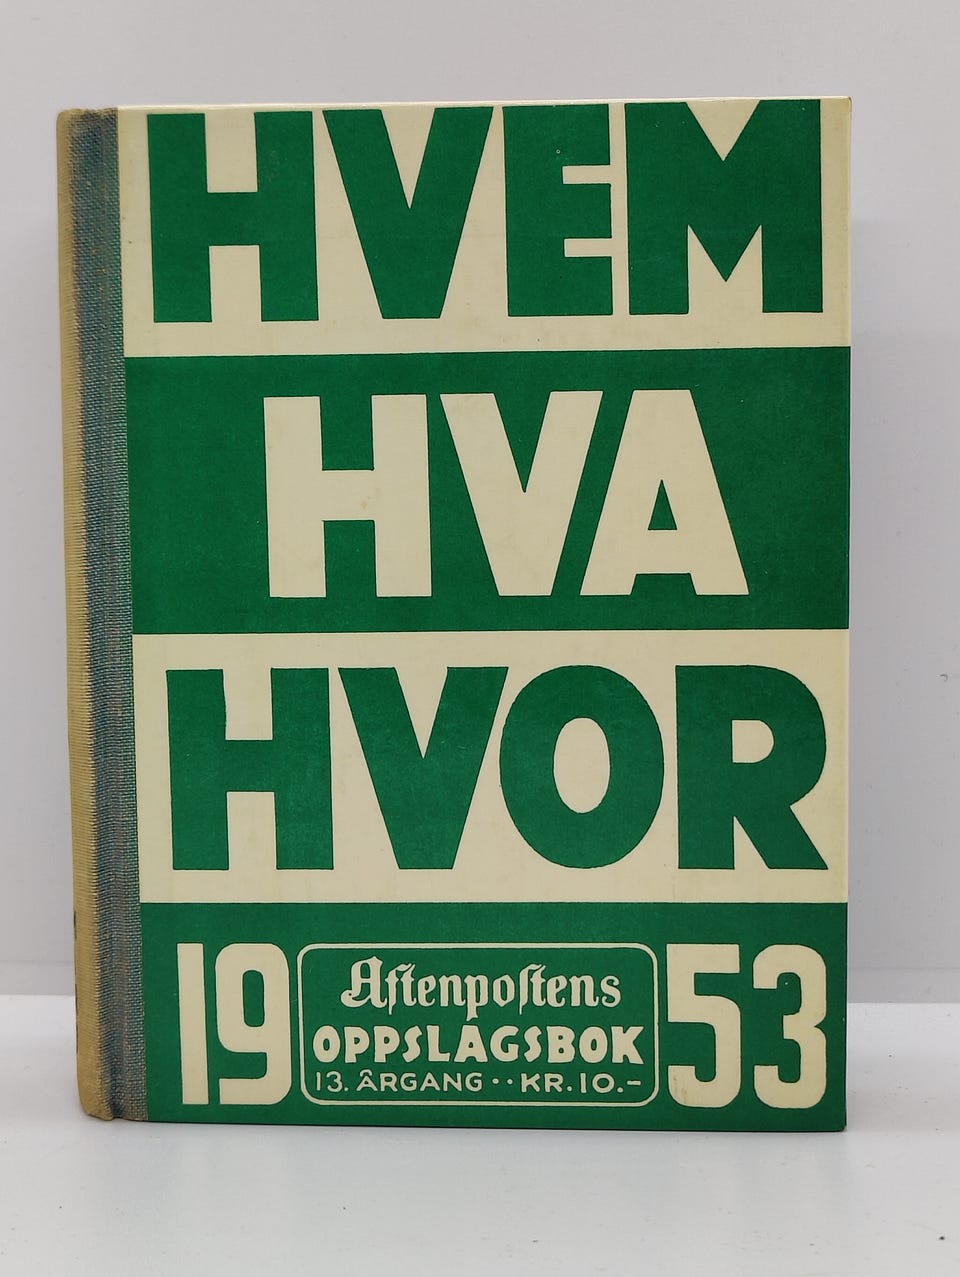 HVEM
HVA
HVOR
19 53
Aftenpoſtens
OPPSLAGSBOK
13. ÅRGANG ·· KR. 10.-